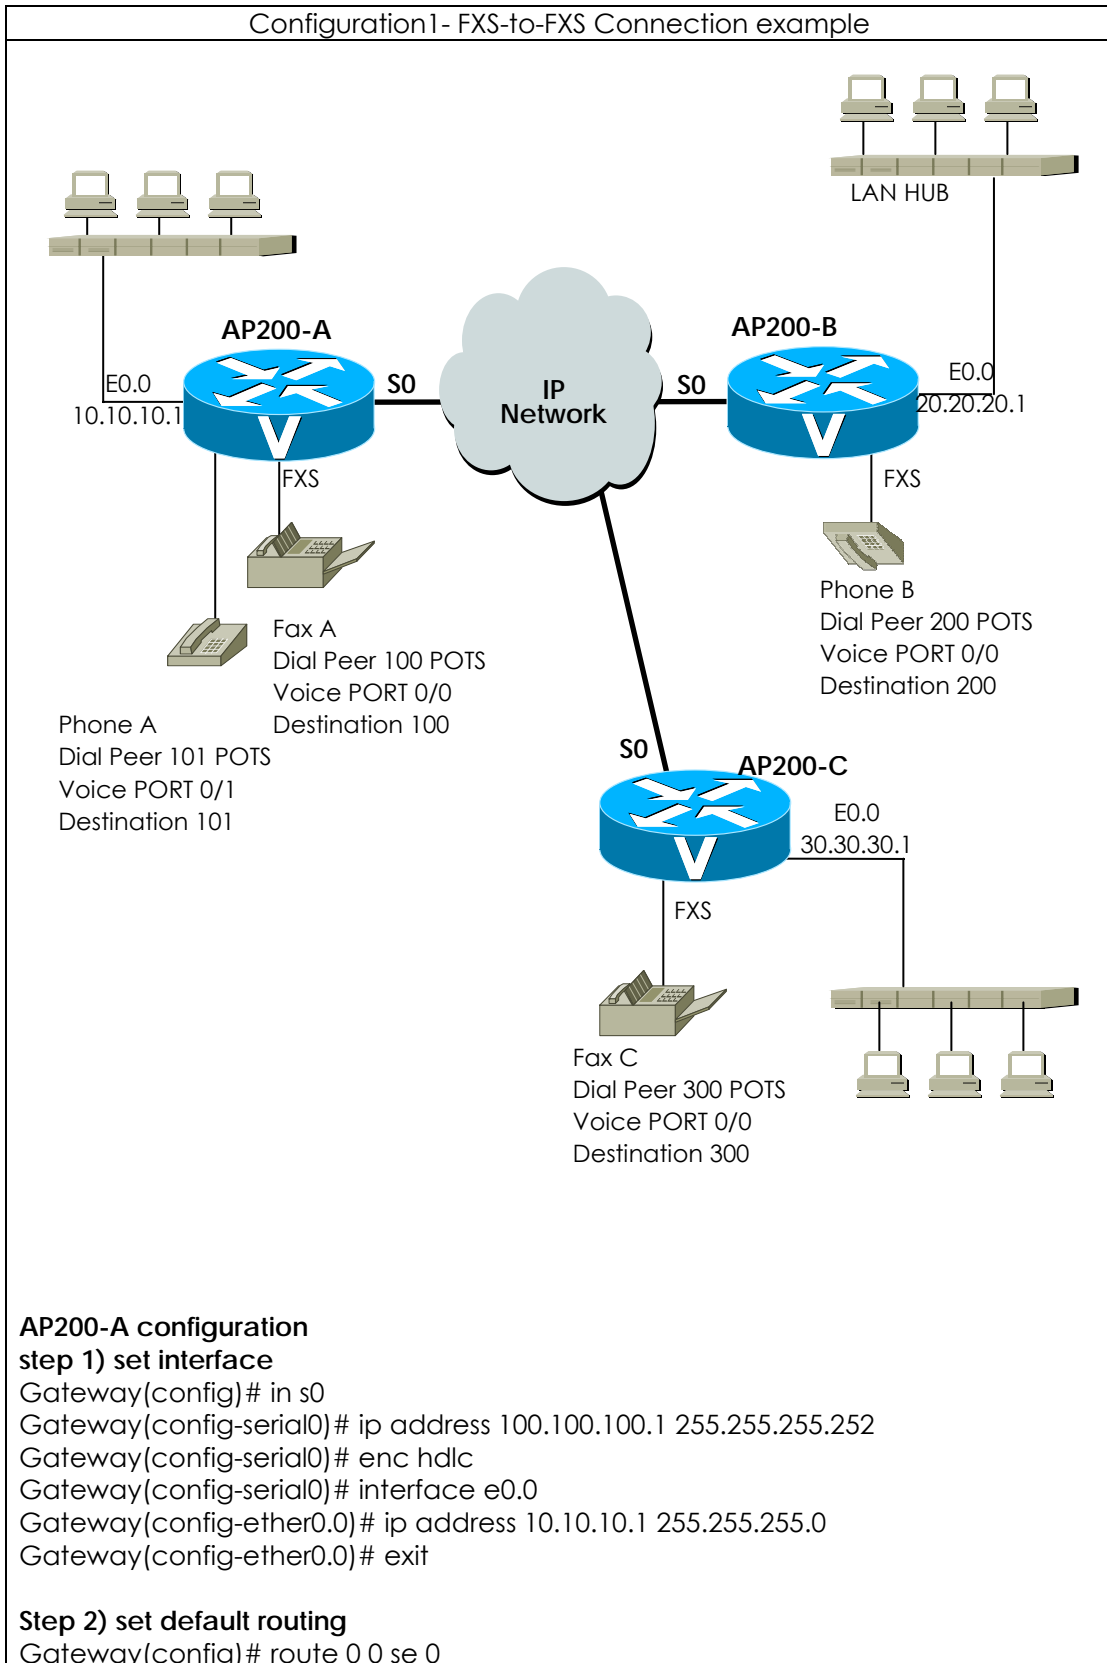 Configuration1- FXS-to-FXS Connection example
LAN HUB
AP200-A
AP200-B
E0.0
10.10.10.1
S0
IP
Network
S0
E0.0
20.20.20.1
V
V
FXS
FXS
Fax A
Dial Peer 100 POTS
Voice PORT 0/0
Destination 100
Phone B
Dial Peer 200 POTS
Voice PORT 0/0
Destination 200
Phone A
Dial Peer 101 POTS
Voice PORT 0/1
Destination 101
S0
AP200-C
E0.0
30.30.30.1
V
FXS
Fax C
Dial Peer 300 POTS
Voice PORT 0/0
Destination 300
AP200-A configuration
step 1) set interface
Gateway(config)# in s0
Gateway(config-serial0)# ip address 100.100.100.1 255.255.255.252
Gateway(config-serial0)# enc hdlc
Gateway(config-serial0)# interface e0.0
Gateway(config-ether0.0)# ip address 10.10.10.1 255.255.255.0
Gateway(config-ether0.0)# exit
Step 2) set default routing
Gateway(config)# route 0 0 se 0